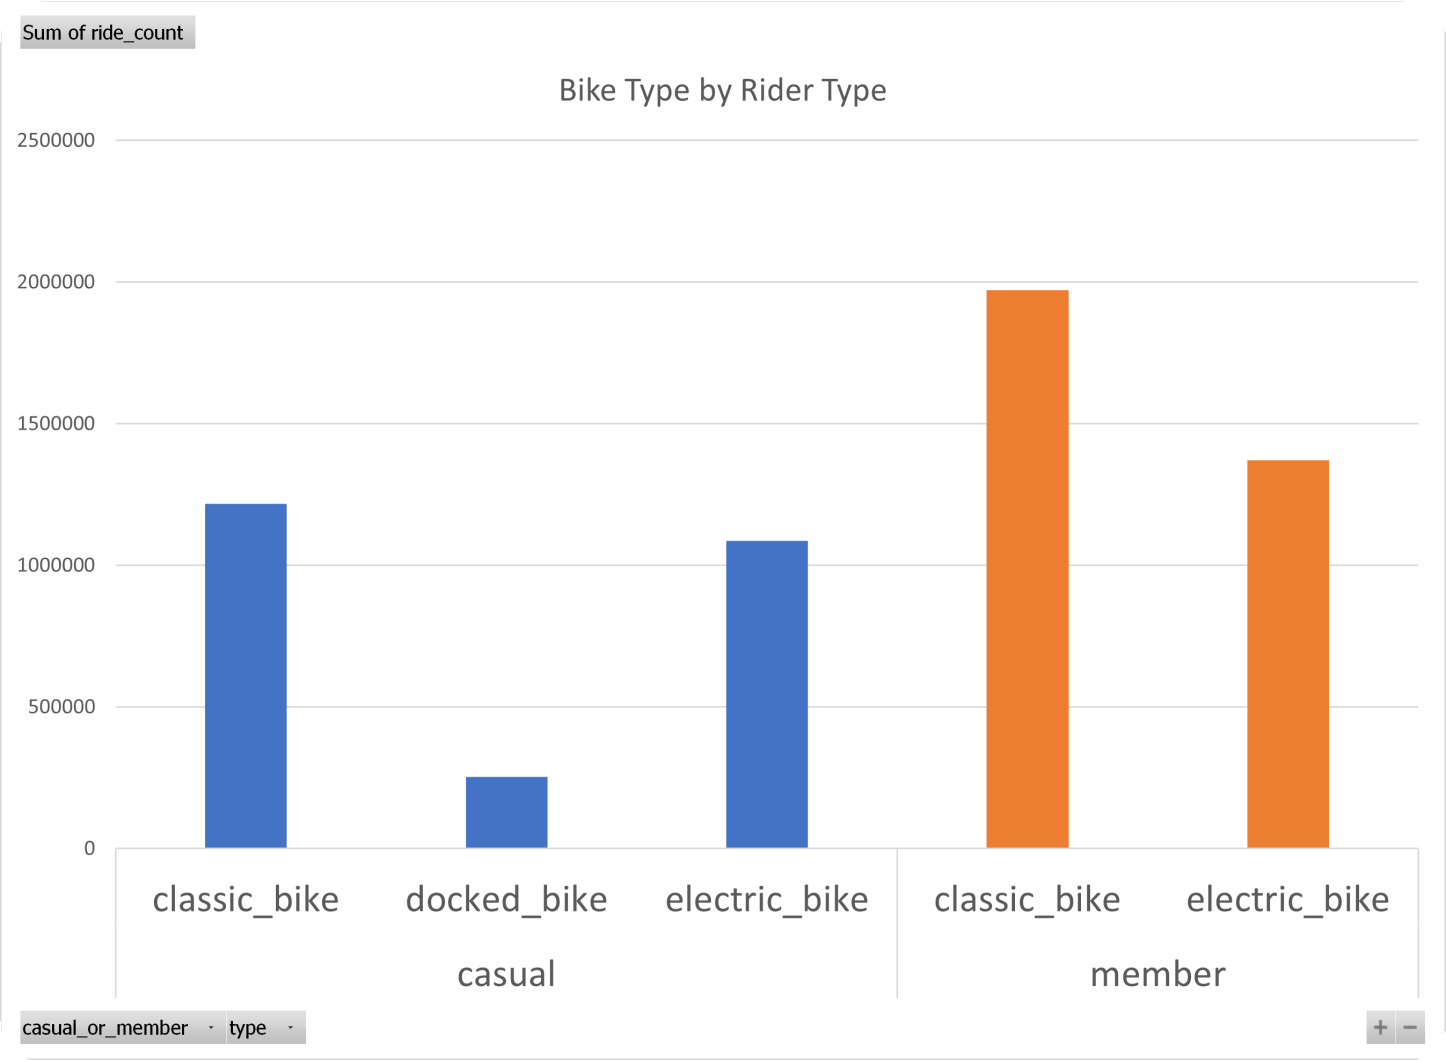 Sum of ride_count
Bike Type by Rider Type
2500000
2000000
1500000
1000000
500000
0
classic_bike docked_bike electric_bike classic_bike electric_bike
casual member
casual_or_member type
+ −